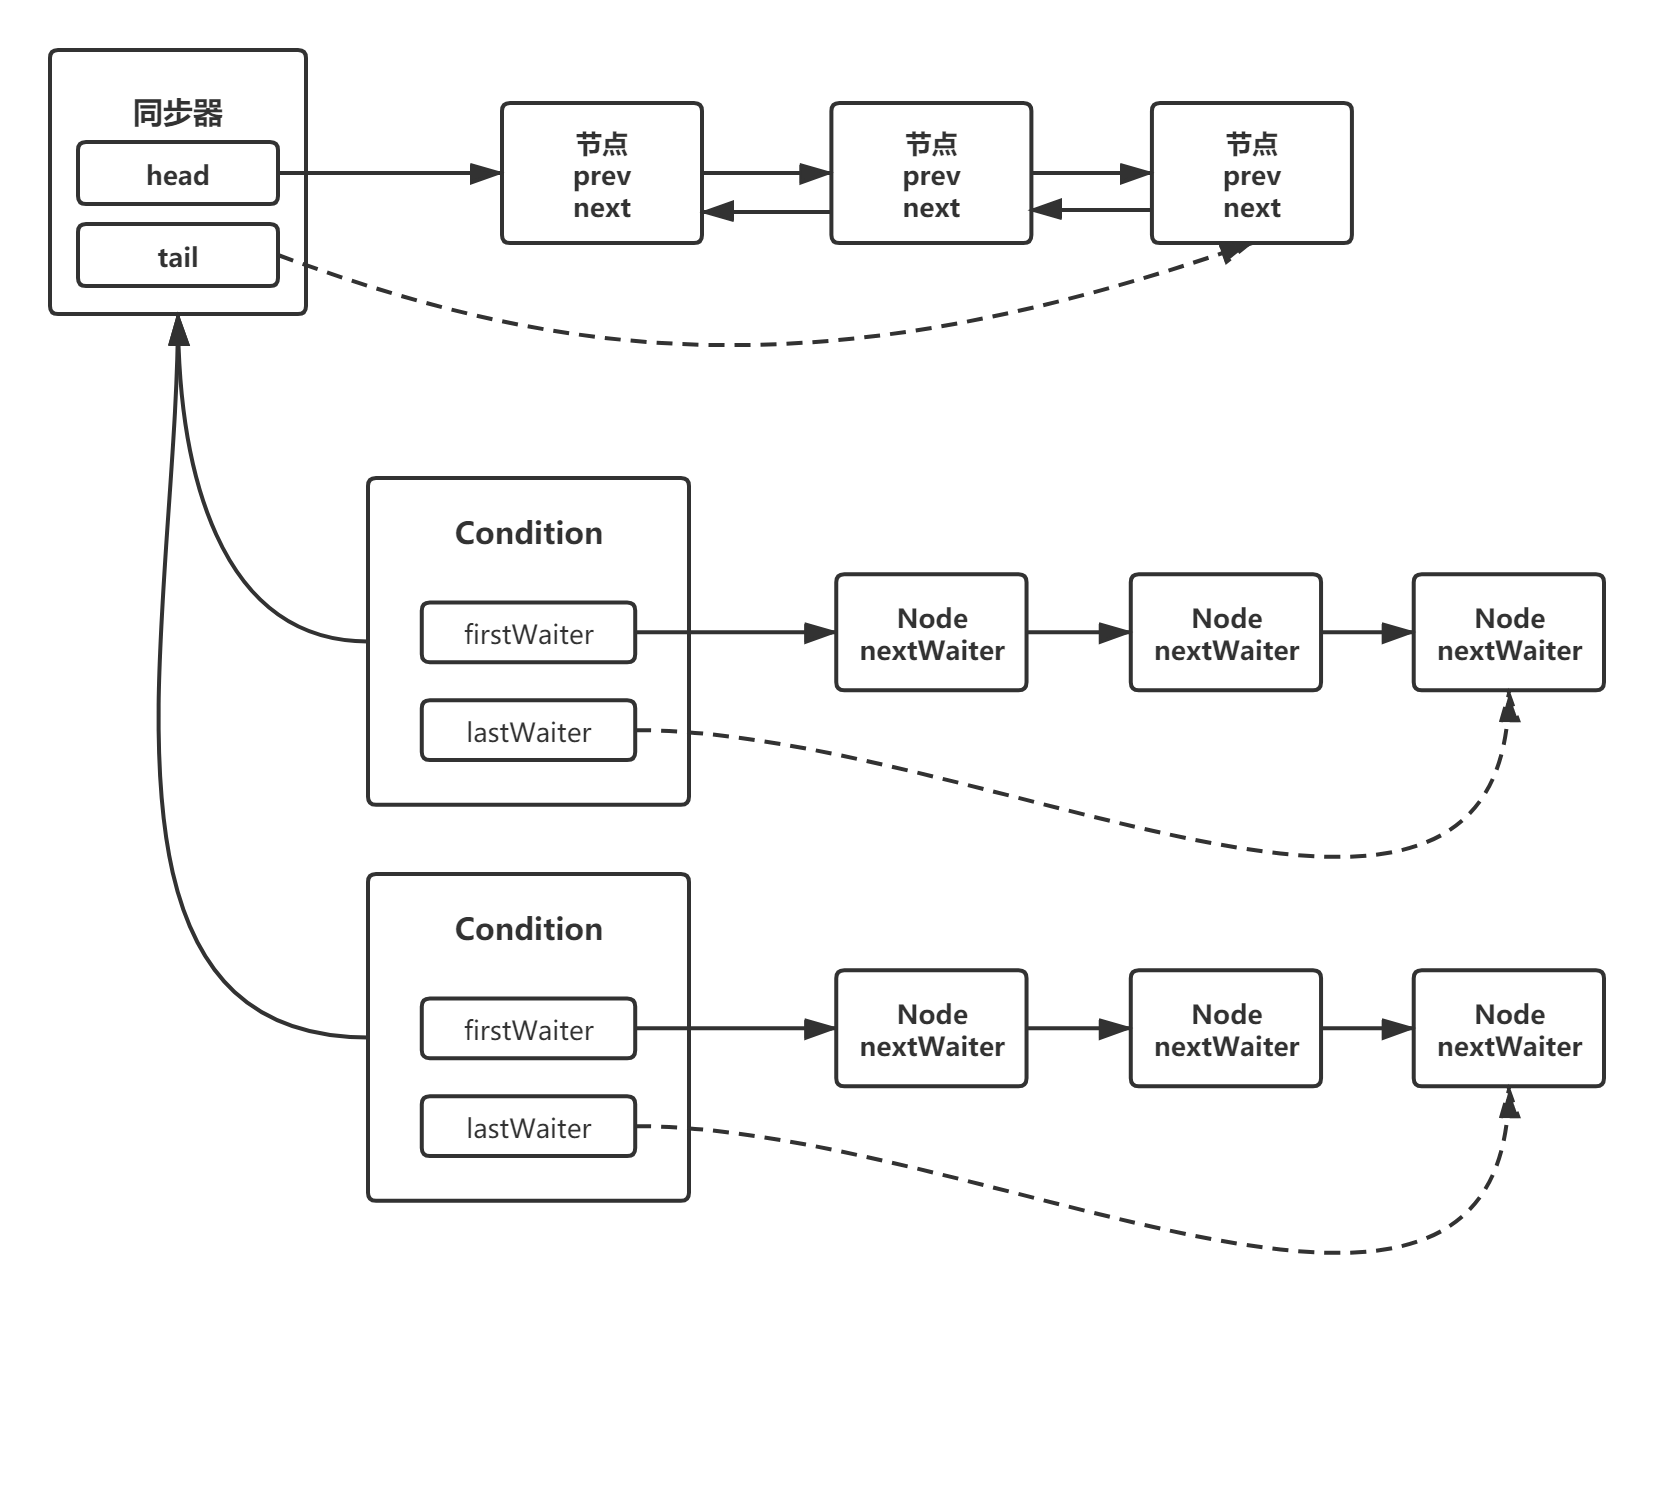 同步器
head
tail
节点
prev
next
节点
prev
next
节点
prev
next
Condition
firstWaiter
lastWaiter
Node
nextWaiter
Node
nextWaiter
Node
nextWaiter
Condition
firstWaiter
lastWaiter
Node
nextWaiter
Node
nextWaiter
Node
nextWaiter